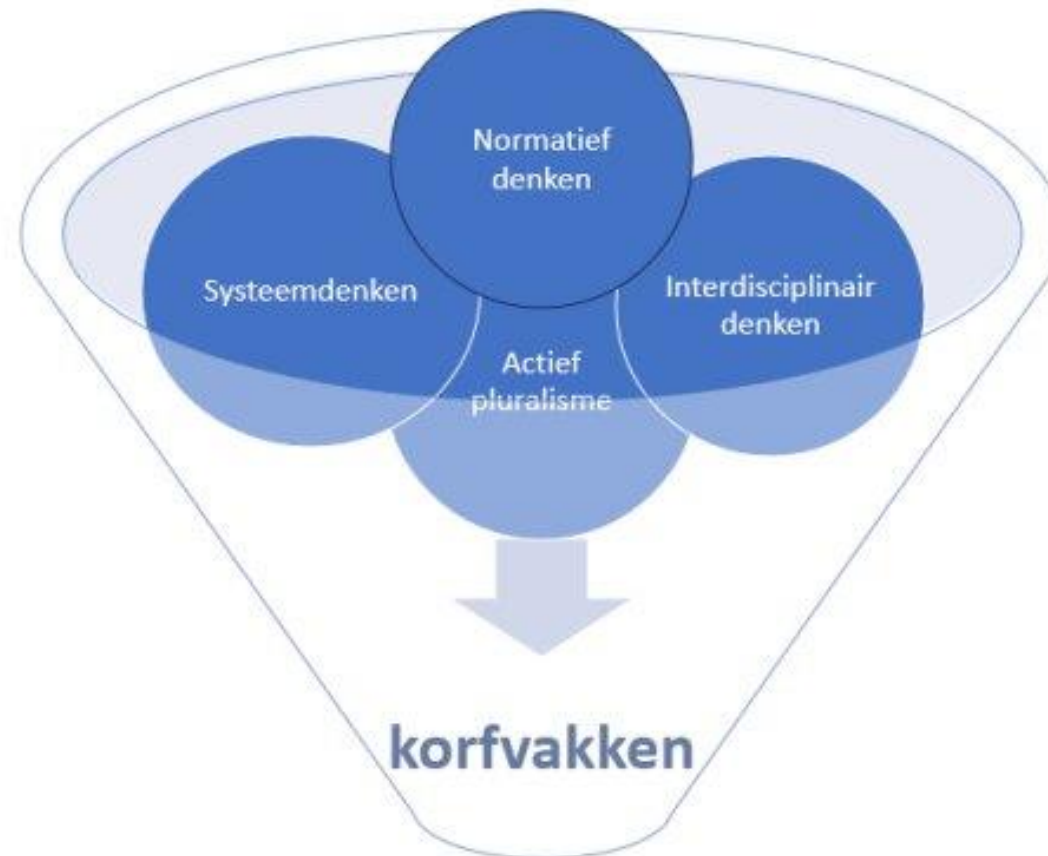 Normatief
denken
Systeemdenken
Interdisciplinair
denken
Actief
pluralisme
korfvakken